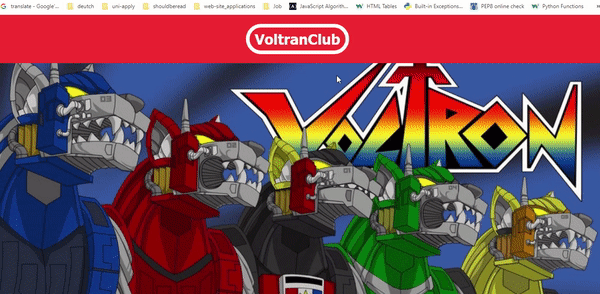 translate - Google'... deutch uni-apply shouldberead web-site_applications Job JavaScript Algorithm... HTML Tables Built-in Exceptions... PEP8 online check Python Functions
VoltranClub
VOLTRON